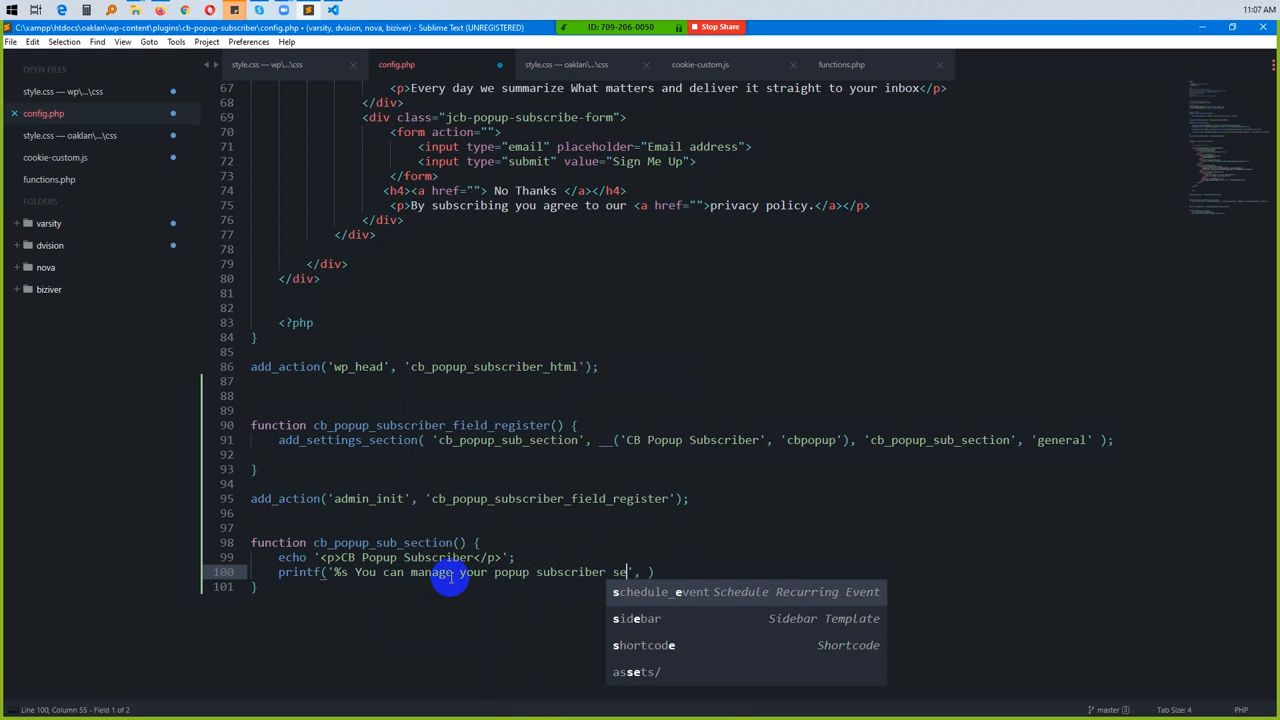 11:07 AM
C:\xampp\htdocs\oaklan\wp-content\plugins\cb-popup-subscriber\config.php • (varsity, dvision, nova, biziver) - Sublime Text (UNREGISTERED)
ID: 709-206-0050
Stop Share
File Edit Selection Find View Goto Tools Project Preferences Help
style.css — wp\...\css
config.php
style.css — oaklan\...\css
cookie-custom.js
functions.php
OPEN FILES
style.css — wp\...\css
config.php
style.css — oaklan\...\css
cookie-custom.js
functions.php
FOLDERS
varsity
dvision
nova
biziver
67 <p>Every day we summarize What matters and deliver it straight to your inbox</p>
68 </div>
69 <div class="jcb-popup-subscribe-form">
70 <form action="">
71 <input type="email" placeholder="Email address">
72 <input type="submit" value="Sign Me Up">
73 </form>
74 <h4><a href=""> No Thanks </a></h4>
75 <p>By subscribing you agree to our <a href="">privacy policy.</a></p>
76 </div>
77 </div>
78
79 </div>
80 </div>
81
82
83 <?php
84 }
85
86 add_action('wp_head', 'cb_popup_subscriber_html');
87
88
89
90 function cb_popup_subscriber_field_register() {
91 add_settings_section( 'cb_popup_sub_section', __('CB Popup Subscriber', 'cbpopup'), 'cb_popup_sub_section', 'general' );
92
93 }
94
95 add_action('admin_init', 'cb_popup_subscriber_field_register');
96
97
98 function cb_popup_sub_section() {
99 echo '<p>CB Popup Subscriber</p>';
100 printf('%s You can manage your popup subscriber se', )
101 }
schedule_event Schedule Recurring Event
sidebar Sidebar Template
shortcode Shortcode
assets/
Line 100, Column 55 - Field 1 of 2
master 3
Tab Size: 4
PHP